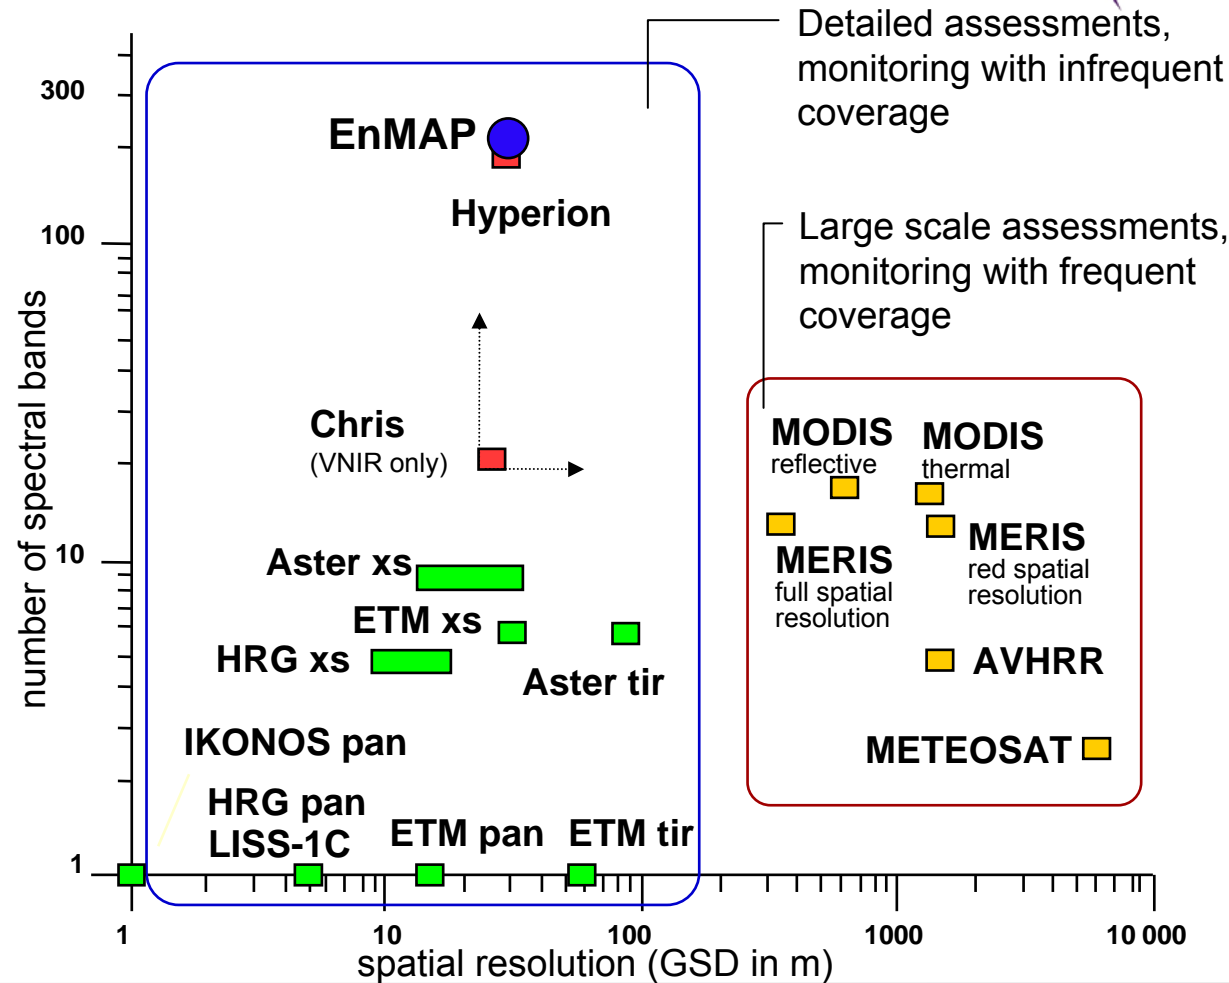 Detailed assessments,
monitoring with infrequent
coverage
300
EnMAP
Hyperion
100
Large scale assessments,
monitoring with frequent
coverage
number of spectral bands
Chris
(VNIR only)
MODIS
reflective
MODIS
thermal
10
Aster xs
MERIS
full spatial
resolution
MERIS
red spatial
resolution
ETM xs
HRG xs
Aster tir
AVHRR
IKONOS pan
METEOSAT
HRG pan
LISS-1C
ETM pan
ETM tir
1
1
10
100
1000
10 000
spatial resolution (GSD in m)